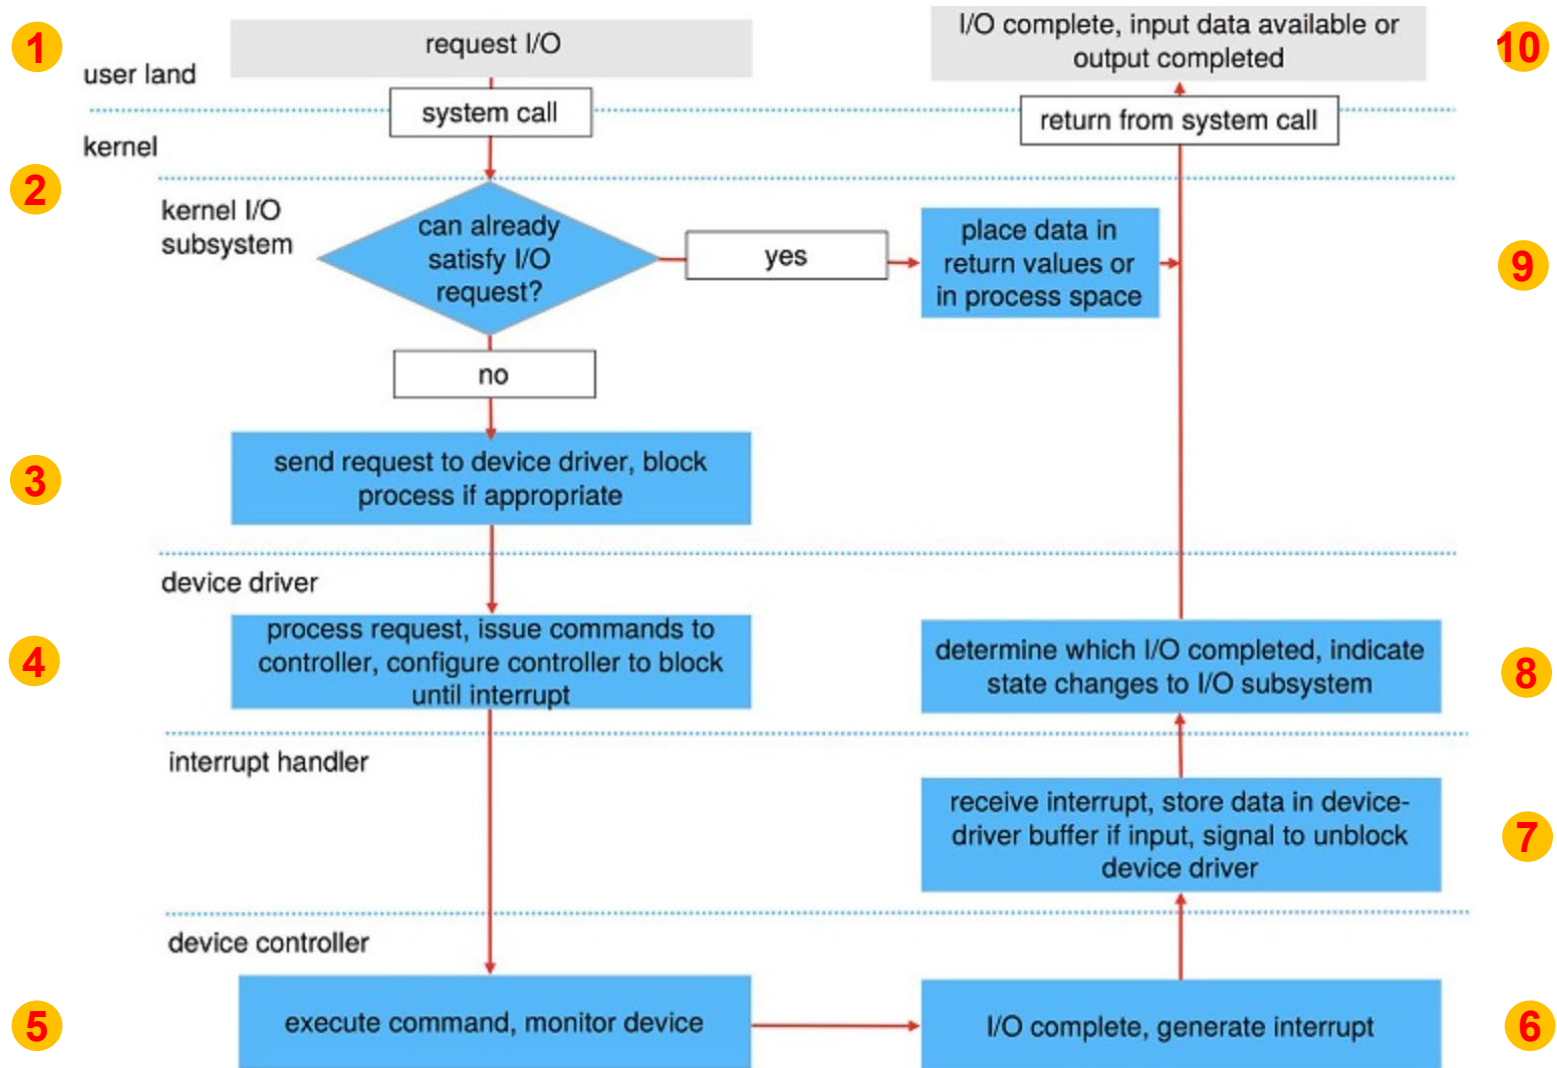 1
request I/O
user land
system call
kernel
2
kernel I/O
subsystem
can already
satisfy I/O
request?
yes
place data in
return values or
in process space
9
no
3
send request to device driver, block
process if appropriate
device driver
4
process request, issue commands to
controller, configure controller to block
until interrupt
interrupt handler
device controller
5
execute command, monitor device
I/O complete, generate interrupt
6
receive interrupt, store data in device-
driver buffer if input, signal to unblock
device driver
7
determine which I/O completed, indicate
state changes to I/O subsystem
8
return from system call
I/O complete, input data available or
output completed
10